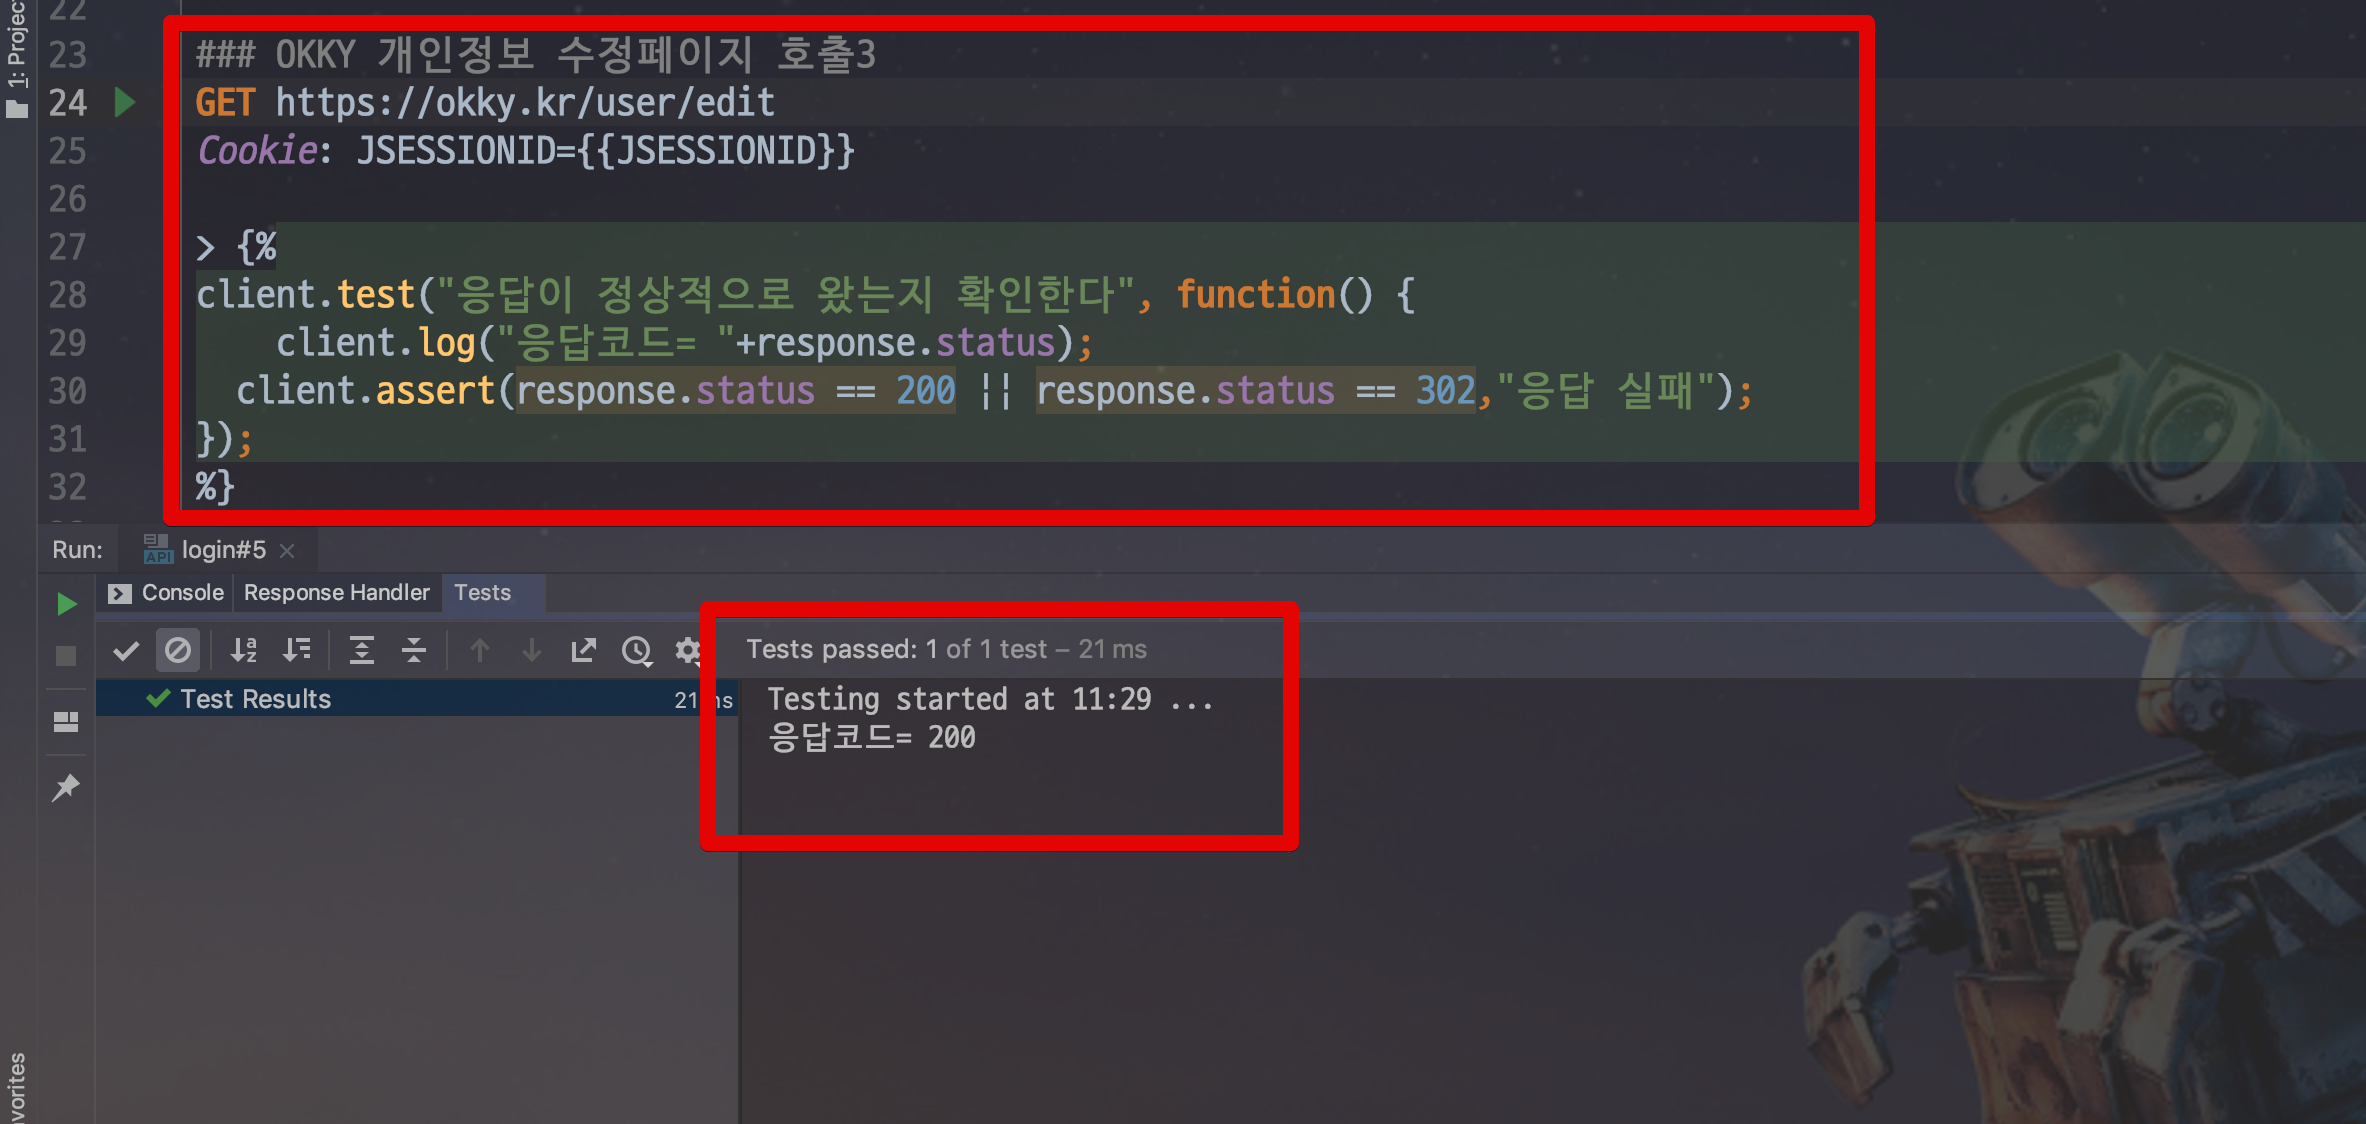 1: Project
22
23 ### OKKY 개인정보 수정페이지 호출3
24 GET https://okky.kr/user/edit
25 Cookie: JSESSIONID={{JSESSIONID}}
26
27 > {%
28 client.test("응답이 정상적으로 왔는지 확인한다", function() {
29 client.log("응답코드= "+response.status);
30 client.assert(response.status == 200 || response.status == 302,"응답 실패");
31 });
32 %}
Run: API login#5
Console Response Handler Tests
Tests passed: 1 of 1 test – 21 ms
Test Results 21 ms
Testing started at 11:29 ...
응답코드= 200
vorites